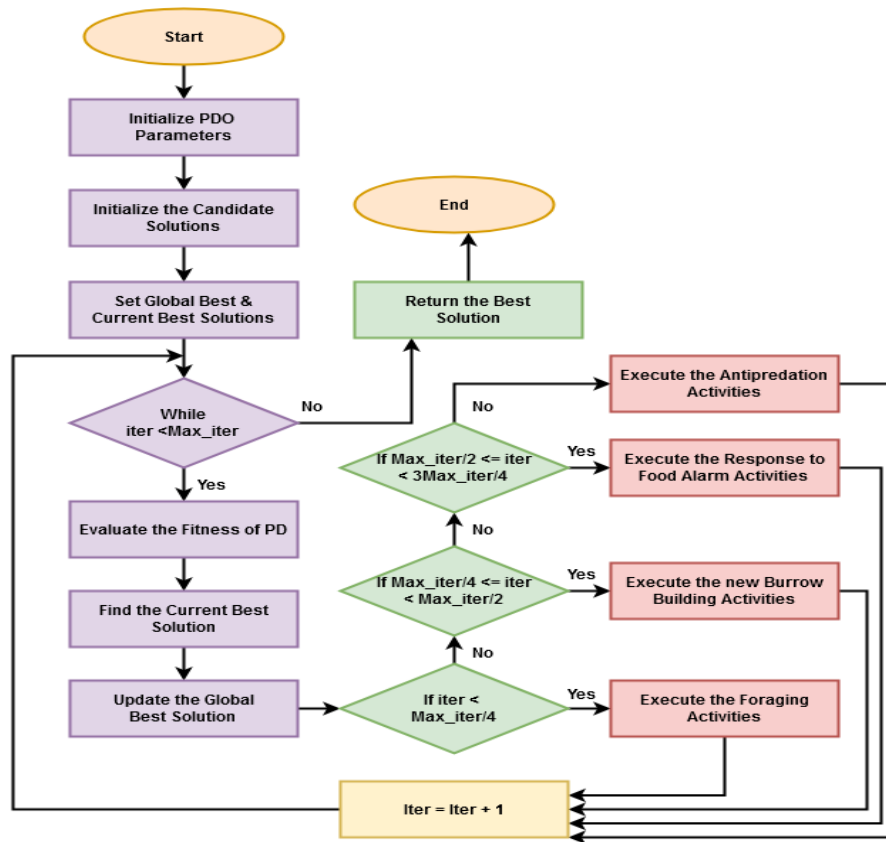 Start
Initialize PDO
Parameters
Initialize the Candidate
Solutions
Set Global Best &
Current Best Solutions
While
iter <Max_iter
No
Yes
Evaluate the Fitness of PD
Find the Current Best
Solution
Update the Global
Best Solution
End
Return the Best
Solution
If iter <
Max_iter/4
Yes
Execute the Foraging
Activities
No
If Max_iter/4 <= iter
< Max_iter/2
Yes
Execute the new Burrow
Building Activities
No
If Max_iter/2 <= iter
< 3Max_iter/4
Yes
Execute the Response to
Food Alarm Activities
No
Execute the Antipredation
Activities
Iter = Iter + 1